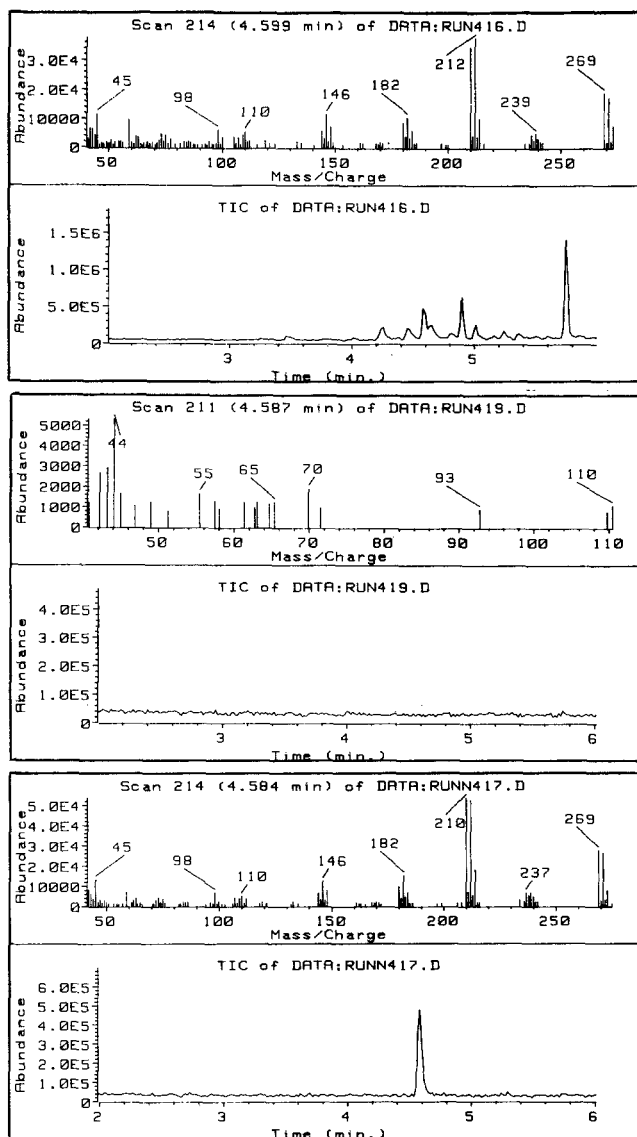 Scan 214 (4.599 min) of DATA:RUN416.D
Abundance
3.0E4
20000
10000
0
45
98
110
146
182
212
239
269
50
100
150
200
250
Mass/Charge
TIC of DATA:RUN416.D
Abundance
1.5E6
1.0E6
5.0E5
0
3
4
5
Time (min.)
Scan 211 (4.587 min) of DATA:RUN419.D
Abundance
5000
4000
3000
2000
1000
0
44
55
65
70
93
110
50
60
70
80
90
100
110
Mass/Charge
TIC of DATA:RUN419.D
Abundance
4.0E5
3.0E5
2.0E5
1.0E5
0
3
4
5
6
Time (min.)
Scan 214 (4.584 min) of DATA:RUNN417.D
Abundance
5.0E4
4.0E4
3.0E4
20000
10000
0
45
98
110
146
182
210
237
269
50
100
150
200
250
Mass/Charge
TIC of DATA:RUNN417.D
Abundance
6.0E5
5.0E5
4.0E5
3.0E5
2.0E5
1.0E5
0
2
3
4
5
6
Time (min.)